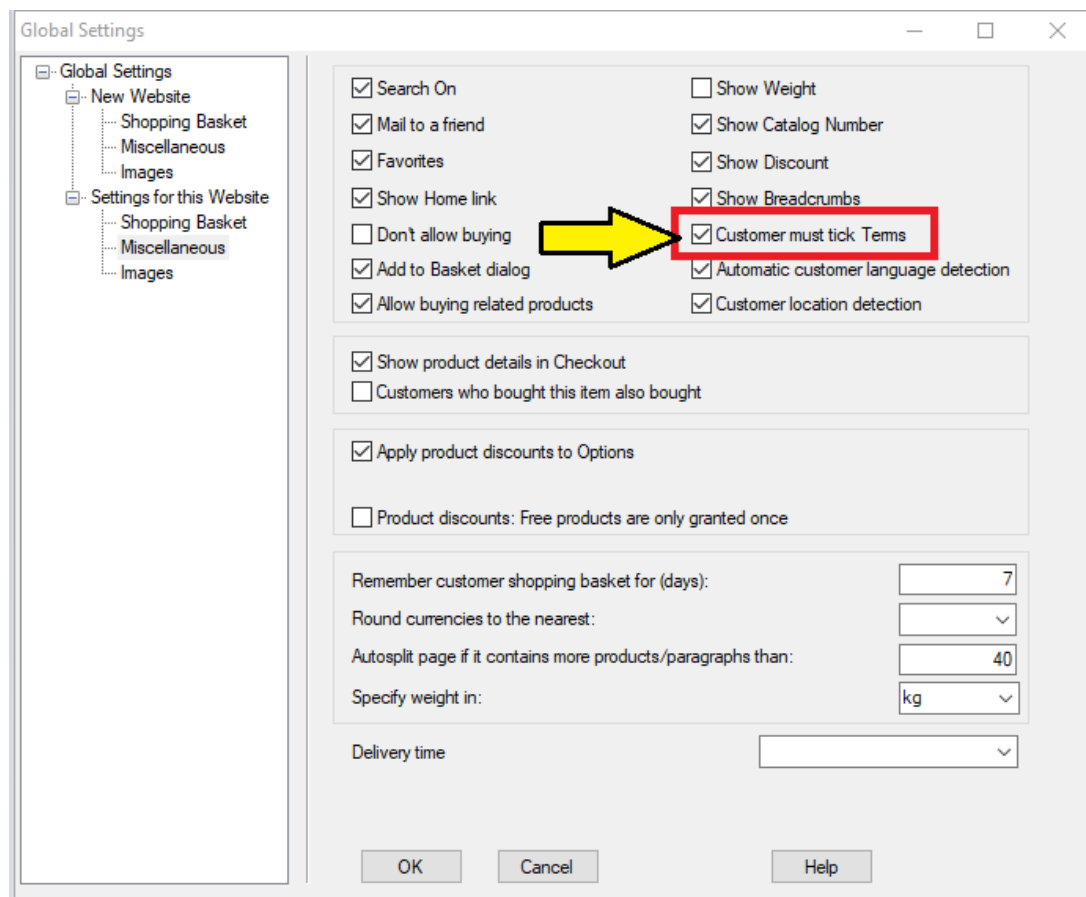 Global Settings
Global Settings
New Website
Shopping Basket
Miscellaneous
Images
Settings for this Website
Shopping Basket
Miscellaneous
Images
Search On
Mail to a friend
Favorites
Show Home link
Don't allow buying
Add to Basket dialog
Allow buying related products
Show Weight
Show Catalog Number
Show Discount
Show Breadcrumbs
Customer must tick Terms
Automatic customer language detection
Customer location detection
Show product details in Checkout
Customers who bought this item also bought
Apply product discounts to Options
Product discounts: Free products are only granted once
Remember customer shopping basket for (days): 7
Round currencies to the nearest:
Autosplit page if it contains more products/paragraphs than: 40
Specify weight in: kg
Delivery time
OK Cancel Help